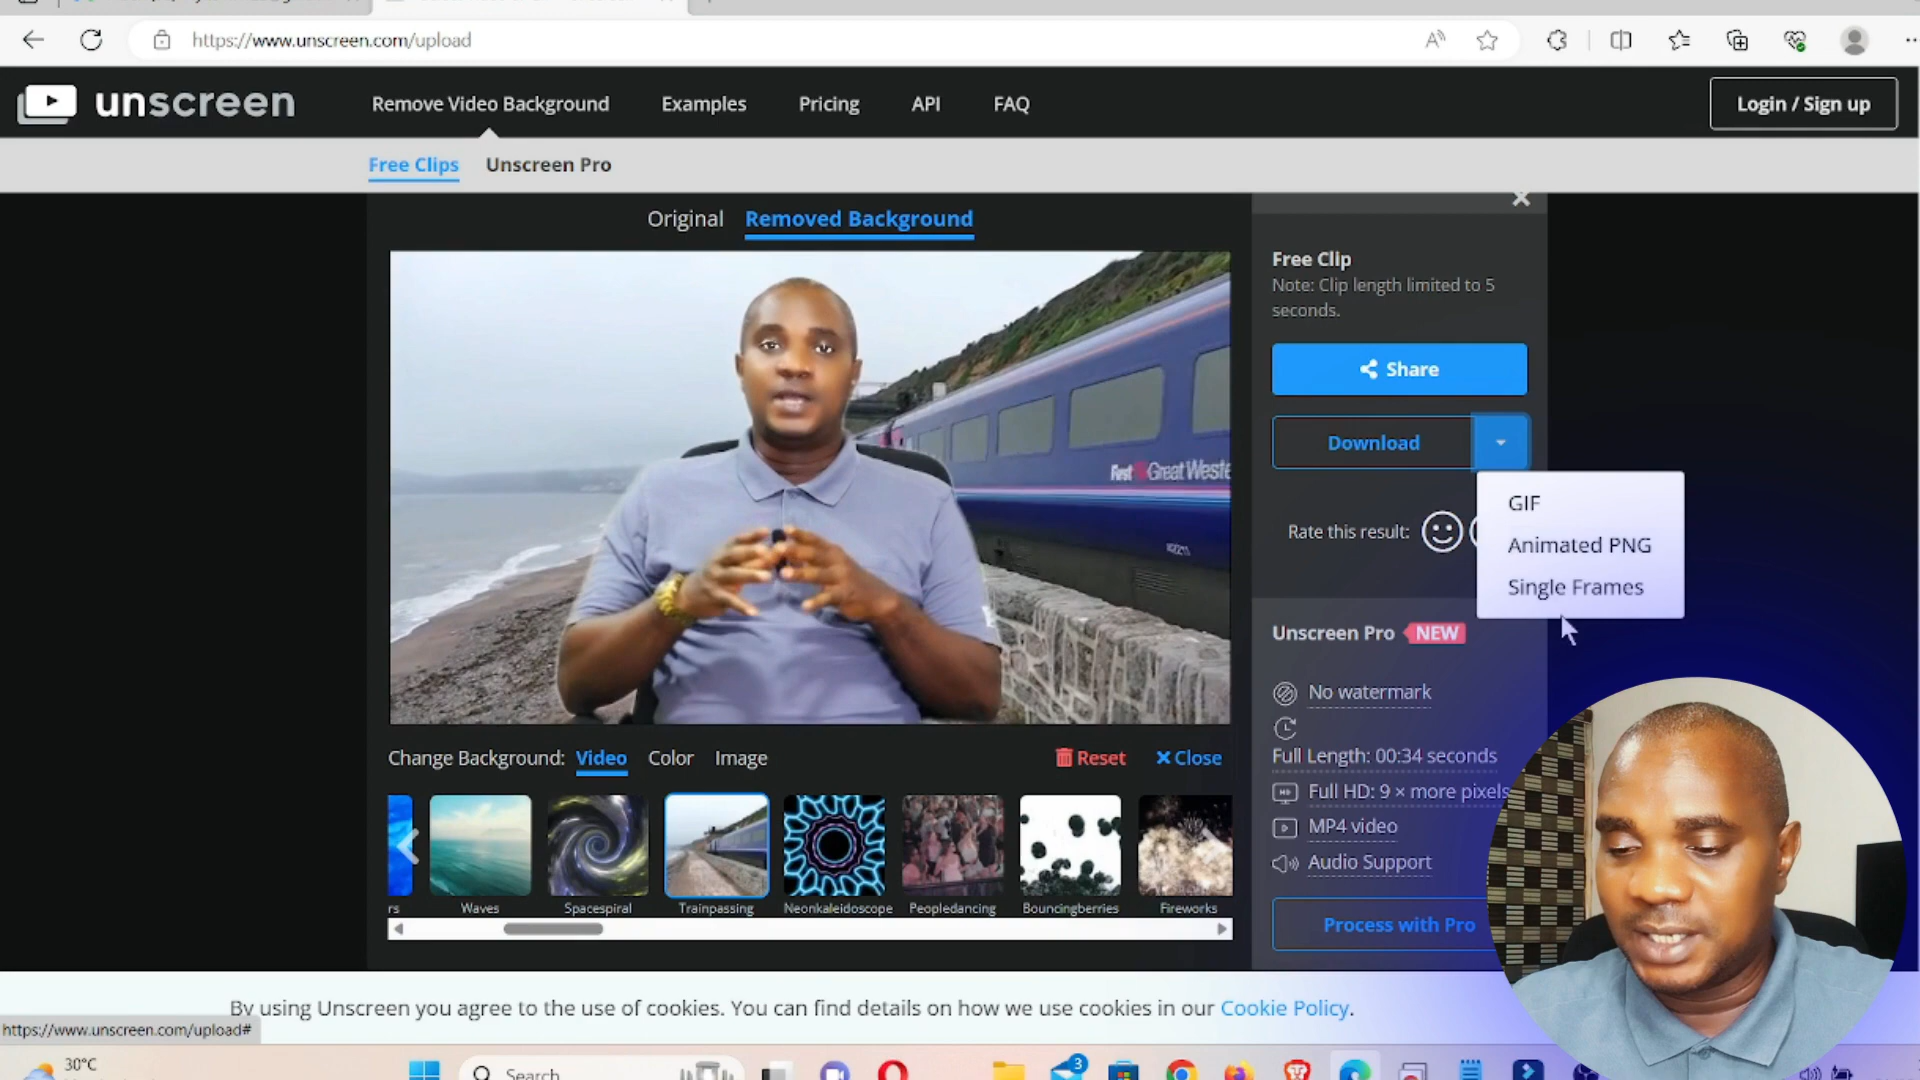 https://www.unscreen.com/upload
unscreen
Remove Video Background
Examples
Pricing
API
FAQ
Login / Sign up
Free Clips
Unscreen Pro
Original
Removed Background
Free Clip
Note: Clip length limited to 5
seconds.
Share
Download
GIF
Animated PNG
Single Frames
Rate this result:
First Great Weste
Unscreen Pro NEW
No watermark
Full Length: 00:34 seconds
Full HD: 9 × more pixels
MP4 video
Audio Support
Process with Pro
Change Background: Video Color Image
Reset
Close
rs
Waves
Spacespiral
Trainpassing
Neonkaleidoscope
Peopledancing
Bouncingberries
Fireworks
By using Unscreen you agree to the use of cookies. You can find details on how we use cookies in our Cookie Policy.
https://www.unscreen.com/upload#
30°C
Search
3